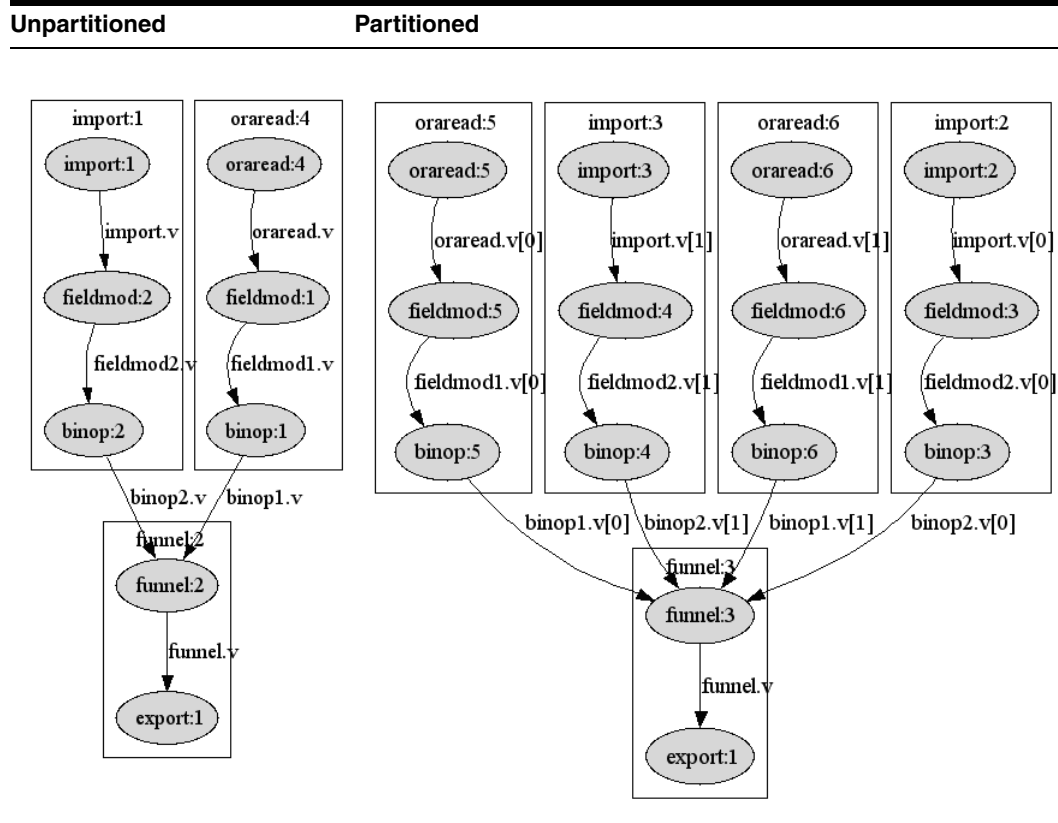 Unpartitioned Partitioned
import:1 oraread:4
import:1 oraread:4
import.v oraread.v
fieldmod:2 fieldmod:1
fieldmod2.v fieldmod1.v
binop:2 binop:1
binop2.v binop1.v
funnel:2
funnel:2
funnel.v
export:1
oraread:5 import:3 oraread:6 import:2
oraread:5 import:3 oraread:6 import:2
oraread.v[0] import.v[1] oraread.v[1] import.v[0]
fieldmod:5 fieldmod:4 fieldmod:6 fieldmod:3
fieldmod1.v[0] fieldmod2.v[1] fieldmod1.v[1] fieldmod2.v[0]
binop:5 binop:4 binop:6 binop:3
binop1.v[0] binop2.v[1] binop1.v[1] binop2.v[0]
funnel:3
funnel:3
funnel.v
export:1